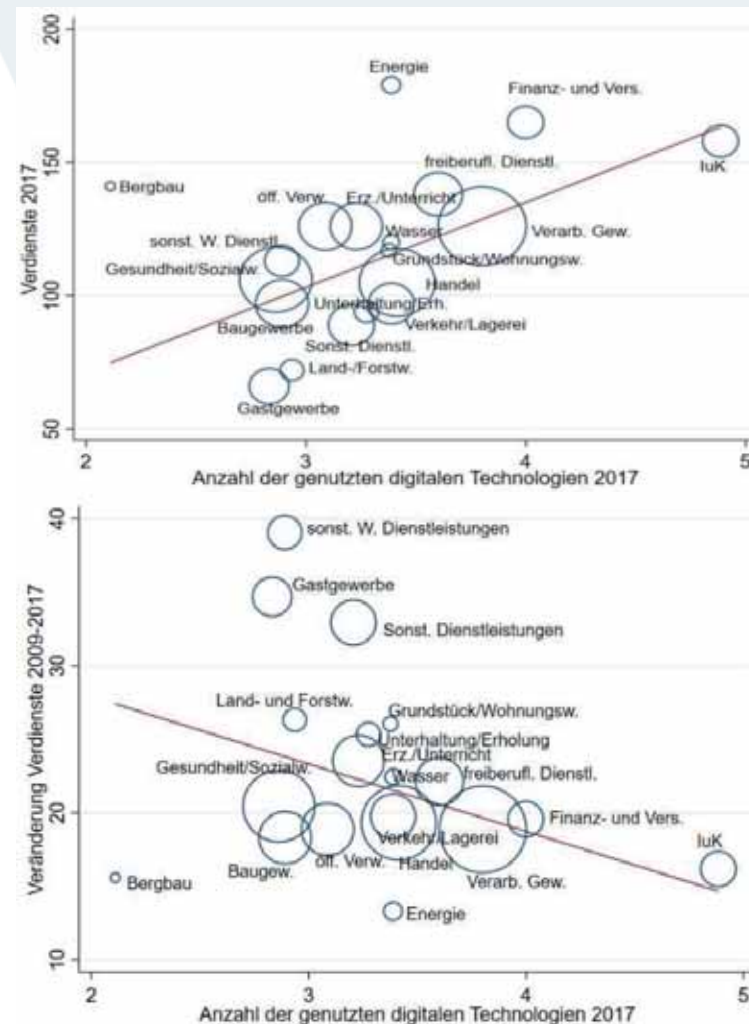 200
Energie
Finanz- und Vers.
150
freiberufl. Dienstl.
IuK
Bergbau
öff. Verw.
Erz./Unterricht
Wasser
Verarb. Gew.
sonst. W. Dienstl.
Grundstück/Wohnungsw.
Gesundheit/Sozialw.
Handel
100
Unterhaltung/Erh.
Baugewerbe
Verkehr/Lagerei
Sonst. Dienstl.
Land-/Forstw.
Gastgewerbe
50
Verdienste 2017
2 3 4 5
Anzahl der genutzten digitalen Technologien 2017
40
sonst. W. Dienstleistungen
Gastgewerbe
Sonst. Dienstleistungen
30
Land- und Forstw.
Grundstück/Wohnungsw.
Unterhaltung/Erholung
Erz./Unterricht
Gesundheit/Sozialw.
Wasser
freiberufl. Dienstl.
20
Finanz- und Vers.
Verkehr/Lagerei
IuK
öff. Verw.
Handel
Baugew.
Verarb. Gew.
Bergbau
Energie
10
Veränderung Verdienste 2009-2017
2 3 4 5
Anzahl der genutzten digitalen Technologien 2017